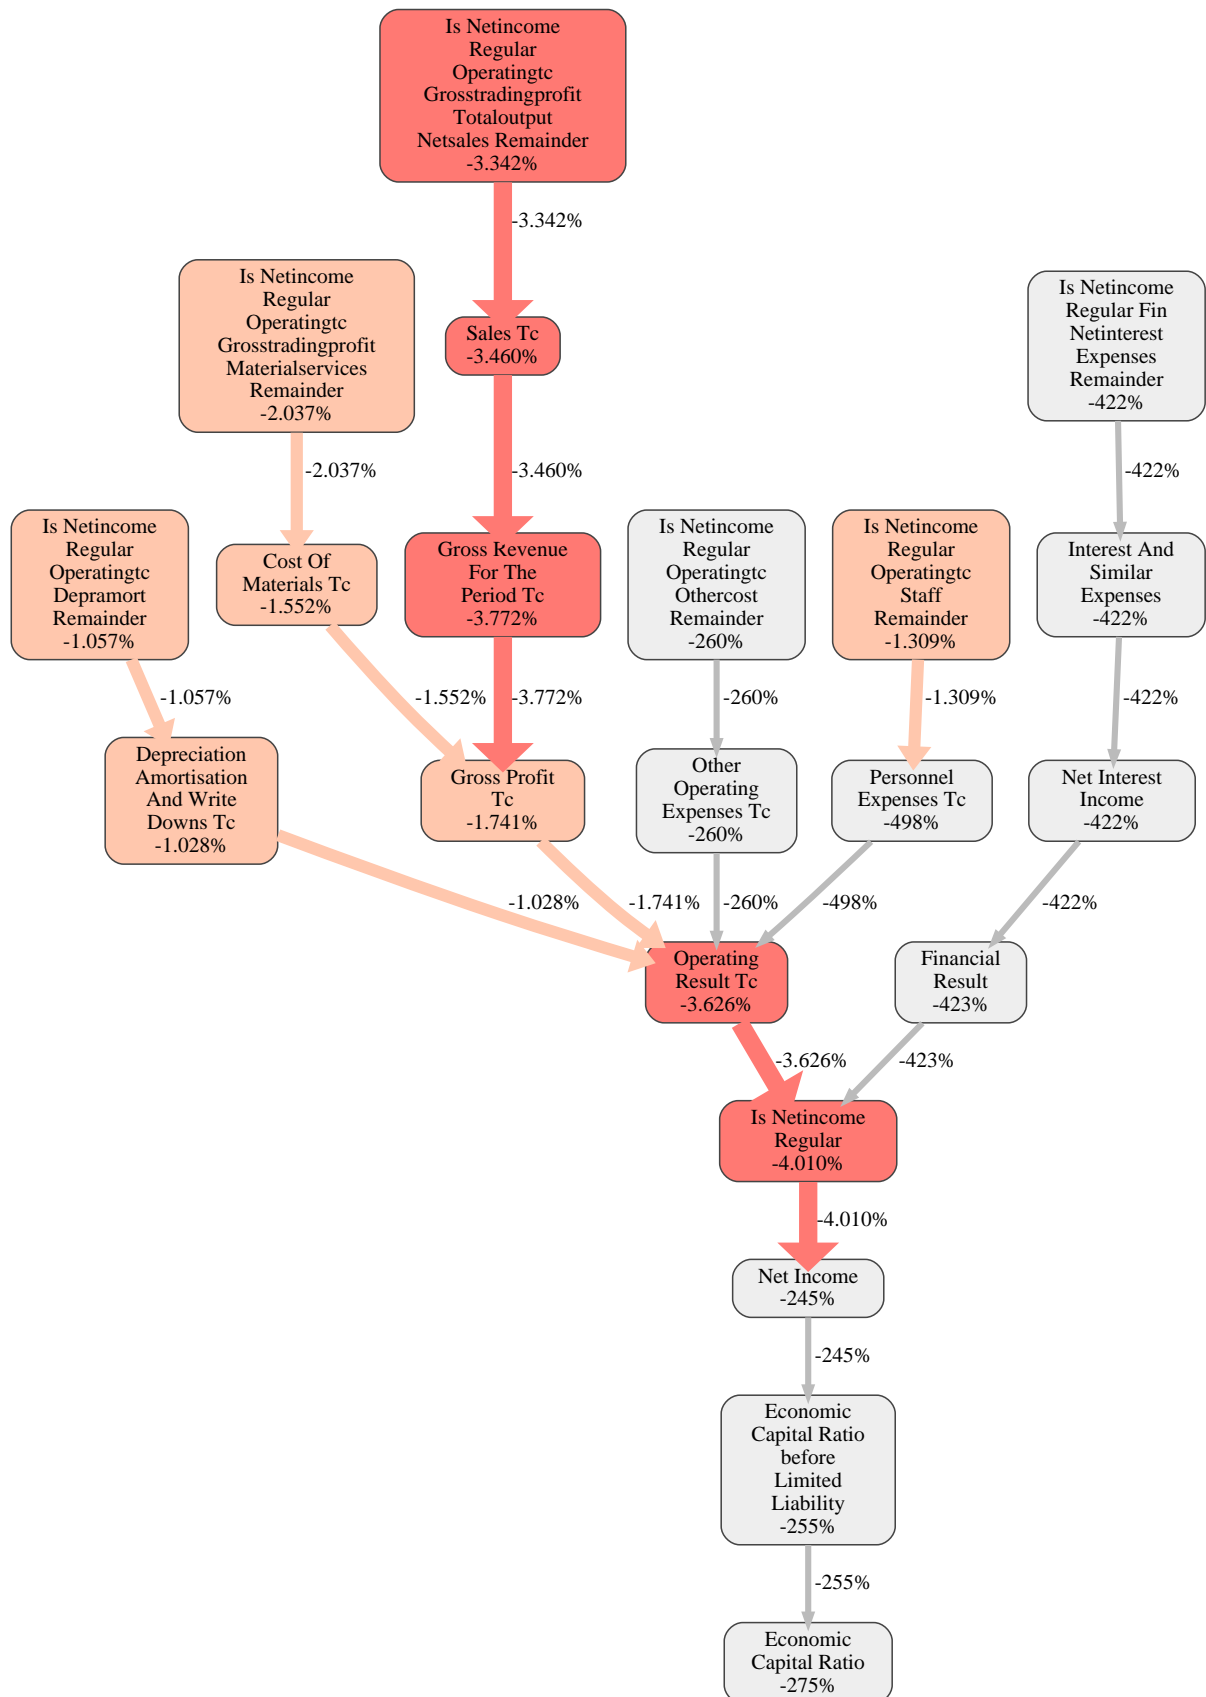 Is Netincome
Regular
Operatingtc
Grosstradingprofit
Totaloutput
Netsales Remainder
-3.342%
-3.342%
Is Netincome
Regular
Operatingtc
Grosstradingprofit
Materialservices
Remainder
-2.037%
Sales Tc
-3.460%
Is Netincome
Regular Fin
Netinterest
Expenses
Remainder
-422%
-2.037%
-3.460%
-422%
Is Netincome
Regular
Operatingtc
Depramort
Remainder
-1.057%
Cost Of
Materials Tc
-1.552%
Gross Revenue
For The
Period Tc
-3.772%
Is Netincome
Regular
Operatingtc
Othercost
Remainder
-260%
Is Netincome
Regular
Operatingtc
Staff
Remainder
-1.309%
Interest And
Similar
Expenses
-422%
-1.057%
-1.552%
-3.772%
-260%
-1.309%
-422%
Depreciation
Amortisation
And Write
Downs Tc
-1.028%
Gross Profit
Tc
-1.741%
Other
Operating
Expenses Tc
-260%
Personnel
Expenses Tc
-498%
Net Interest
Income
-422%
-1.028%
-1.741%
-260%
-498%
-422%
Operating
Result Tc
-3.626%
Financial
Result
-423%
-3.626%
-423%
Is Netincome
Regular
-4.010%
-4.010%
Net Income
-245%
-245%
Economic
Capital Ratio
before
Limited
Liability
-255%
-255%
Economic
Capital Ratio
-275%